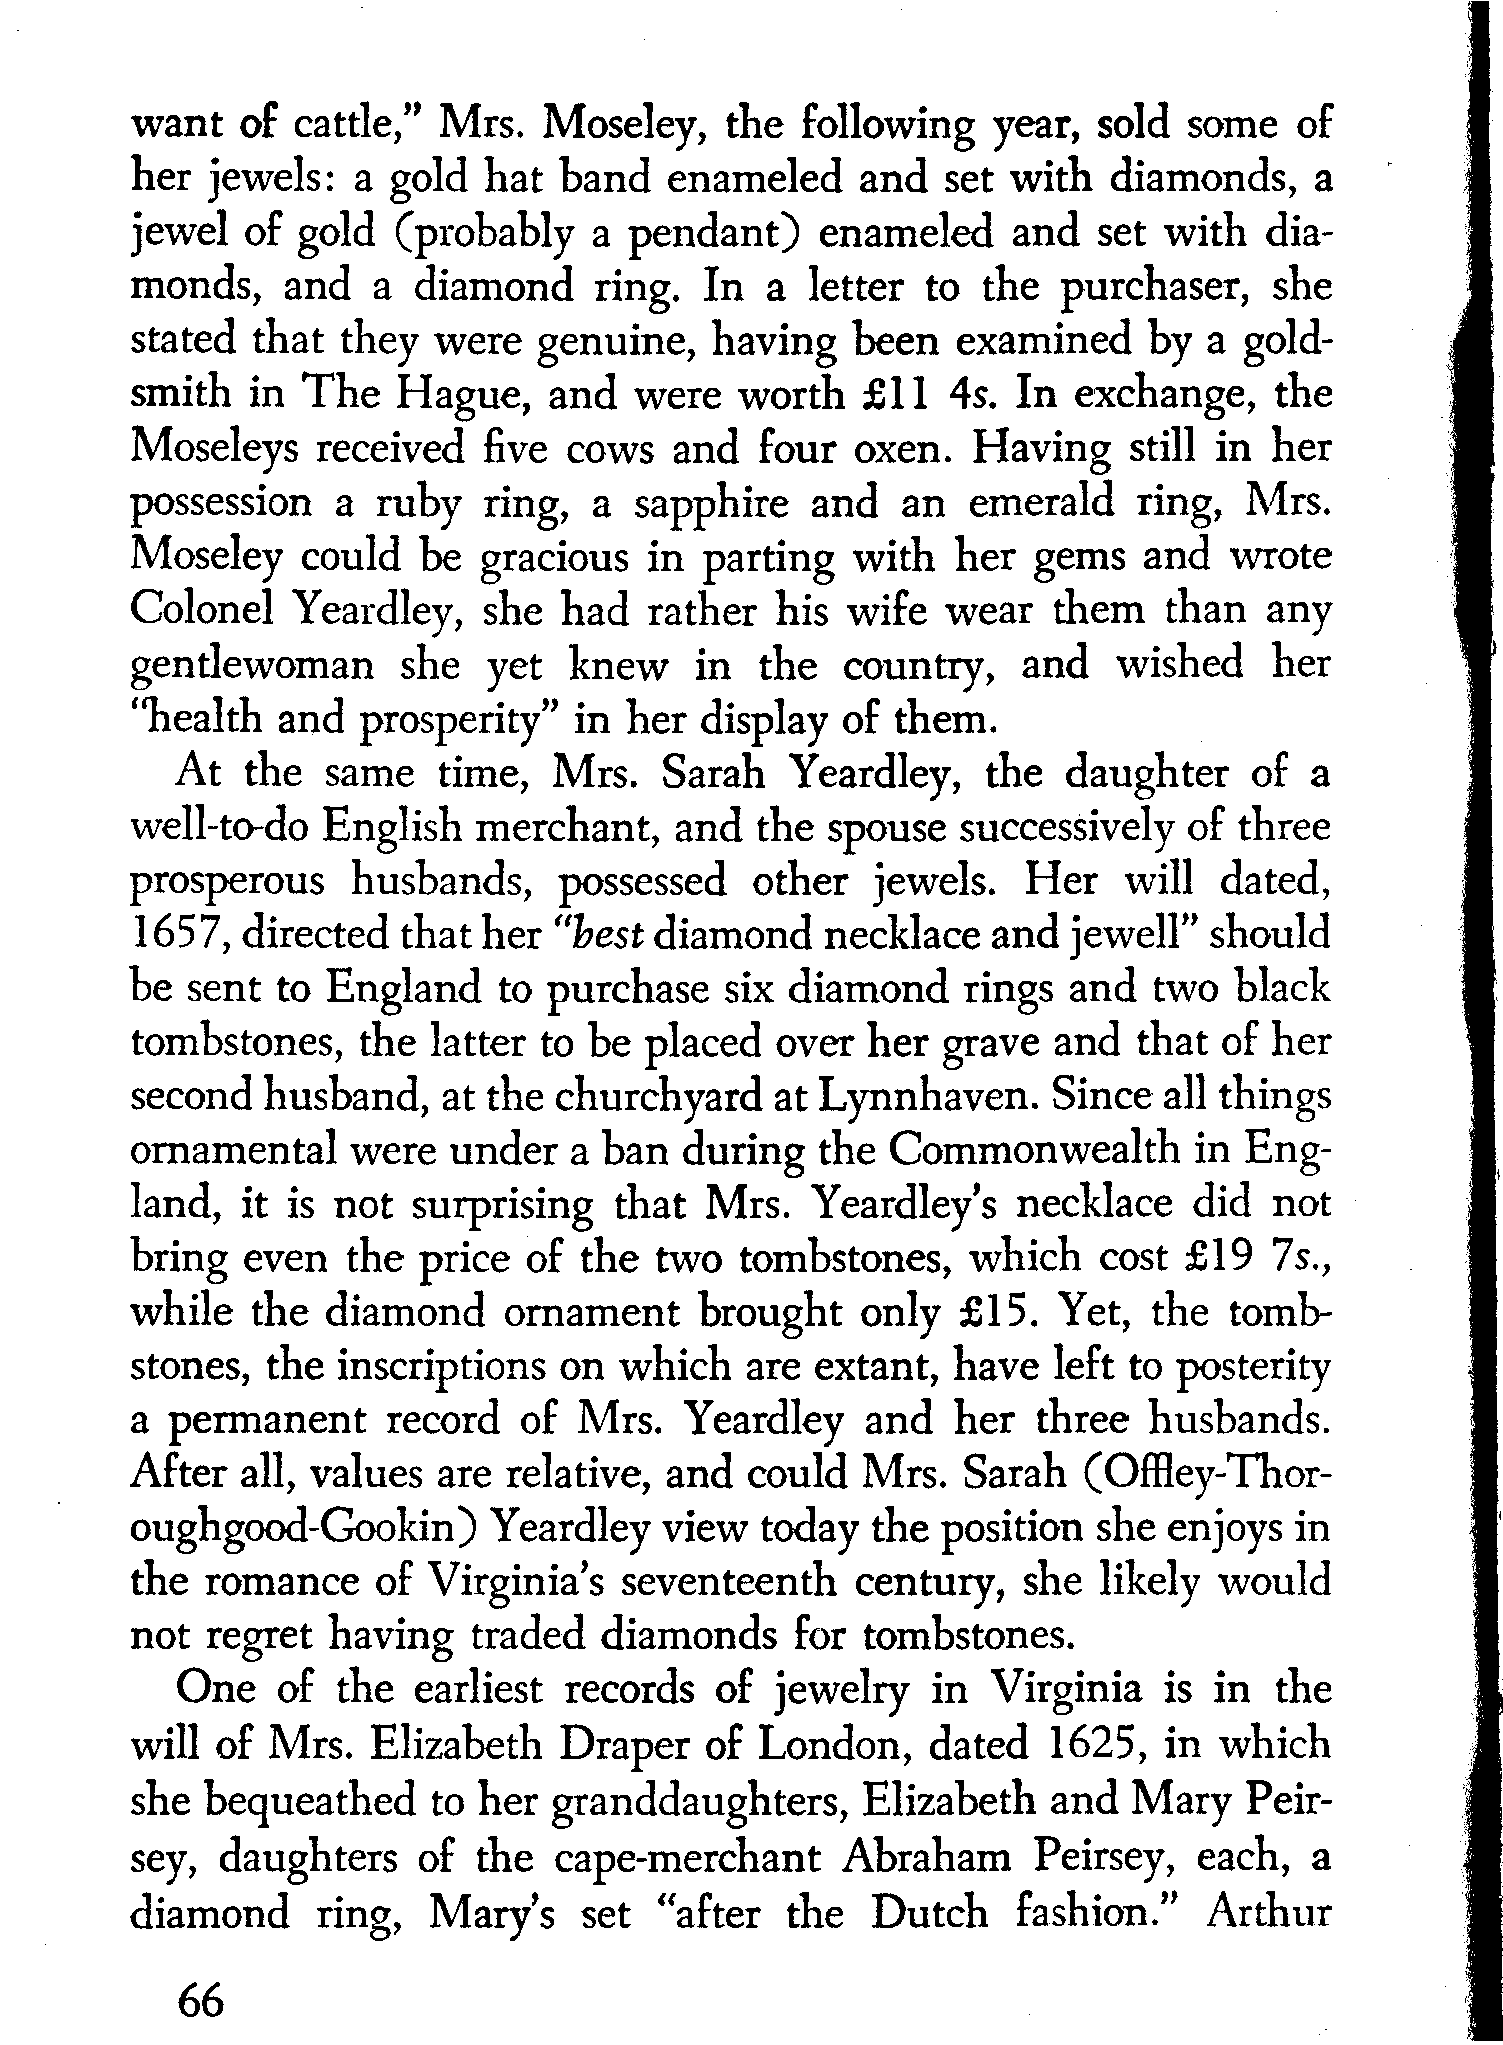 want of cattle,” Mrs. Moseley, the following year, sold some of
her jewels: a gold hat band enameled and set with diamonds, a
jewel of gold (probably a pendant) enameled and set with dia-
monds, and a diamond ring. In a letter to the purchaser, she
stated that they were genuine, having been examined by a gold-
smith in The Hague, and were worth £11 4s. In exchange, the
Moseleys received five cows and four oxen. Having still in her
possession a ruby ring, a sapphire and an emerald ring, Mrs.
Moseley could be gracious in parting with her gems and wrote
Colonel Yeardley, she had rather his wife wear them than any
gentlewoman she yet knew in the country, and wished her
“health and prosperity” in her display of them.
At the same time, Mrs. Sarah Yeardley, the daughter of a
well-to-do English merchant, and the spouse successively of three
prosperous husbands, possessed other jewels. Her will dated,
1657, directed that her “best diamond necklace and jewell” should
be sent to England to purchase six diamond rings and two black
tombstones, the latter to be placed over her grave and that of her
second husband, at the churchyard at Lynnhaven. Since all things
ornamental were under a ban during the Commonwealth in Eng-
land, it is not surprising that Mrs. Yeardley’s necklace did not
bring even the price of the two tombstones, which cost £19 7s.,
while the diamond ornament brought only £15. Yet, the tomb-
stones, the inscriptions on which are extant, have left to posterity
a permanent record of Mrs. Yeardley and her three husbands.
After all, values are relative, and could Mrs. Sarah (Offley-Thor-
oughgood-Gookin) Yeardley view today the position she enjoys in
the romance of Virginia’s seventeenth century, she likely would
not regret having traded diamonds for tombstones.
One of the earliest records of jewelry in Virginia is in the
will of Mrs. Elizabeth Draper of London, dated 1625, in which
she bequeathed to her granddaughters, Elizabeth and Mary Peir-
sey, daughters of the cape-merchant Abraham Peirsey, each, a
diamond ring, Mary’s set “after the Dutch fashion.” Arthur
66